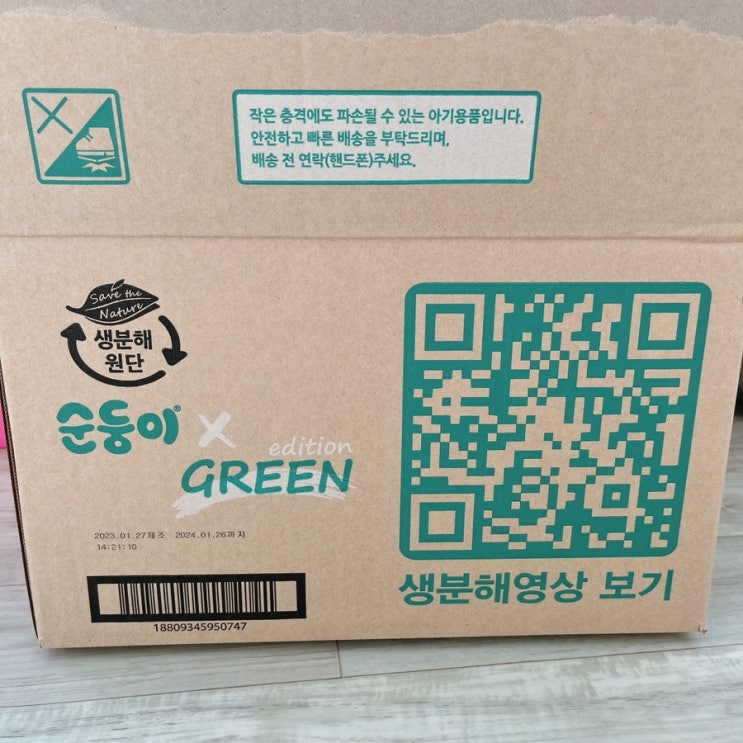 작은 충격에도 파손될 수 있는 아기용품입니다.
안전하고 빠른 배송을 부탁드리며,
배송 전 연락(핸드폰)주세요.
Save the
Nature
생분해
원단
순둥이® X
edition
GREEN
2023.01.27제조 2024.01.26까지
14:21:10
18809345950747
생분해영상 보기